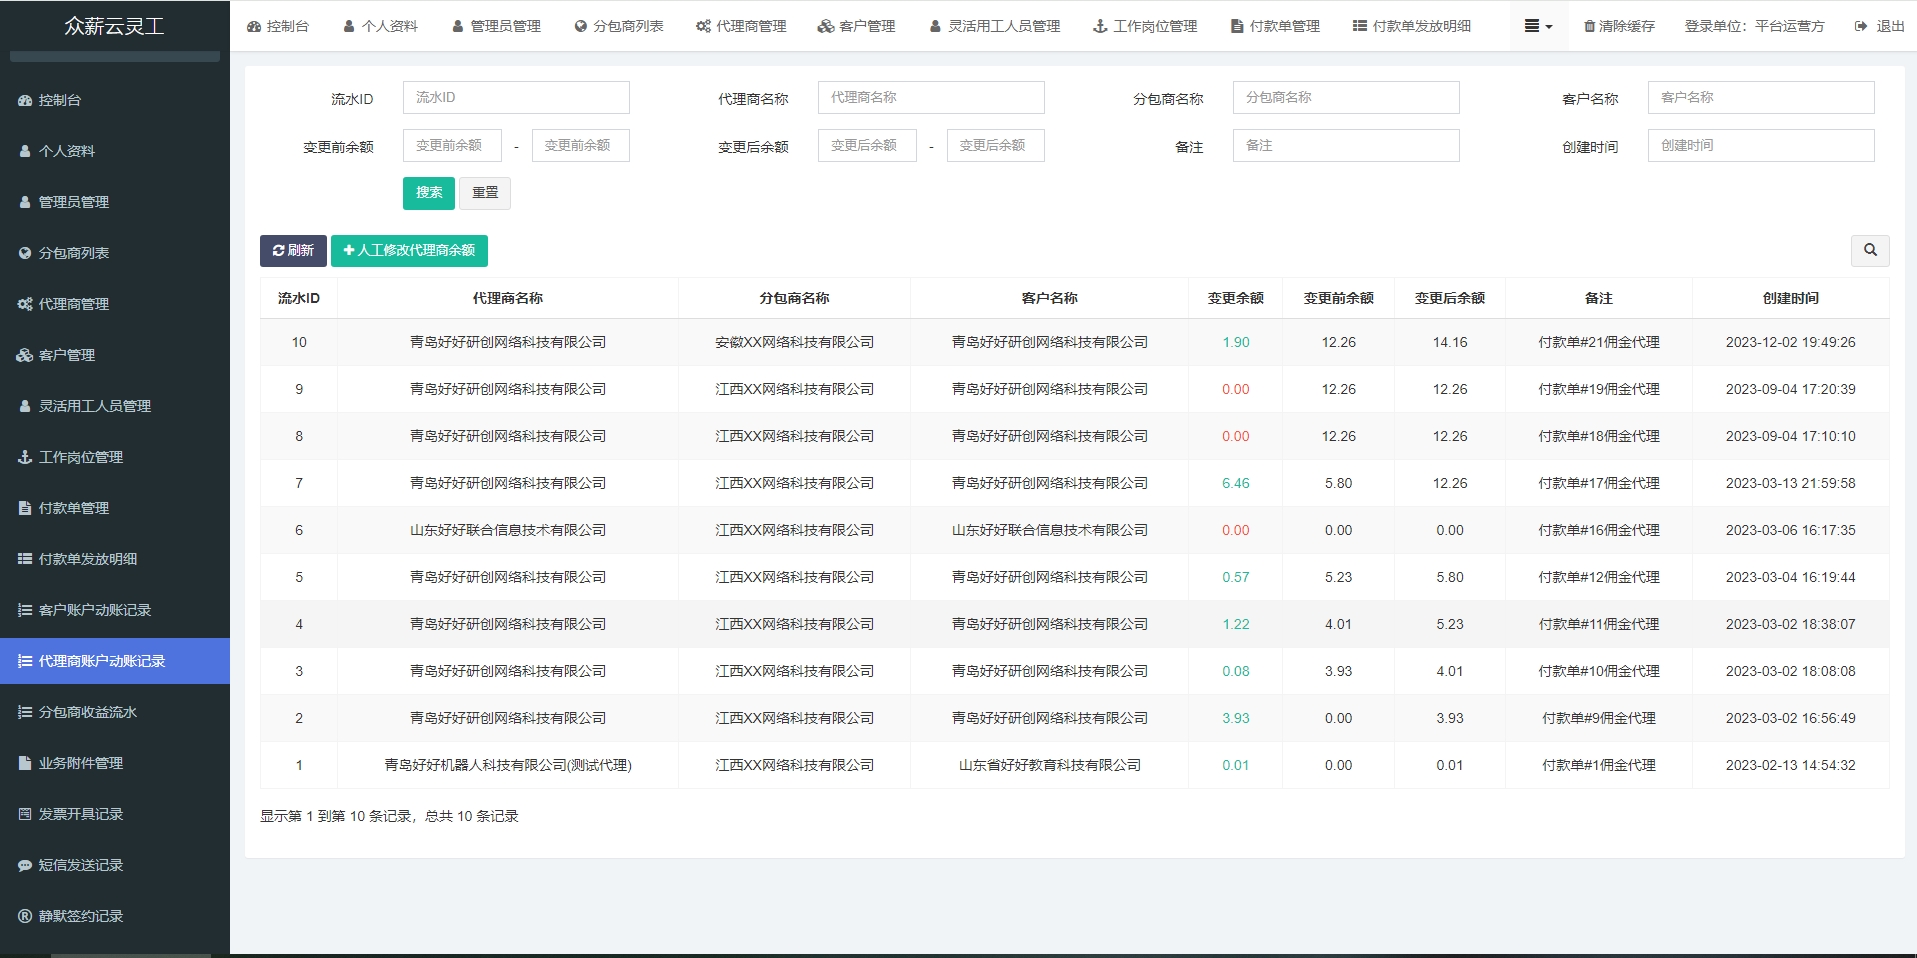 众薪云灵工
控制台
个人资料
管理员管理
分包商列表
代理商管理
客户管理
灵活用工人员管理
工作岗位管理
付款单管理
付款单发放明细
清除缓存
登录单位：平台运营方
退出
控制台
个人资料
管理员管理
分包商列表
代理商管理
客户管理
灵活用工人员管理
工作岗位管理
付款单管理
付款单发放明细
客户账户动账记录
代理商账户动账记录
分包商收益流水
业务附件管理
发票开具记录
短信发送记录
静默签约记录
流水ID 流水ID 代理商名称 代理商名称 分包商名称 分包商名称 客户名称 客户名称
变更前余额 变更前余额 - 变更前余额 变更后余额 变更后余额 - 变更后余额 备注 备注 创建时间 创建时间
搜索 重置
刷新 人工修改代理商余额
流水ID 代理商名称 分包商名称 客户名称 变更余额 变更前余额 变更后余额 备注 创建时间
10 青岛好好研创网络科技有限公司 安徽XX网络科技有限公司 青岛好好研创网络科技有限公司 1.90 12.26 14.16 付款单#21佣金代理 2023-12-02 19:49:26
9 青岛好好研创网络科技有限公司 江西XX网络科技有限公司 青岛好好研创网络科技有限公司 0.00 12.26 12.26 付款单#19佣金代理 2023-09-04 17:20:39
8 青岛好好研创网络科技有限公司 江西XX网络科技有限公司 青岛好好研创网络科技有限公司 0.00 12.26 12.26 付款单#18佣金代理 2023-09-04 17:10:10
7 青岛好好研创网络科技有限公司 江西XX网络科技有限公司 青岛好好研创网络科技有限公司 6.46 5.80 12.26 付款单#17佣金代理 2023-03-13 21:59:58
6 山东好好联合信息技术有限公司 江西XX网络科技有限公司 山东好好联合信息技术有限公司 0.00 0.00 0.00 付款单#16佣金代理 2023-03-06 16:17:35
5 青岛好好研创网络科技有限公司 江西XX网络科技有限公司 青岛好好研创网络科技有限公司 0.57 5.23 5.80 付款单#12佣金代理 2023-03-04 16:19:44
4 青岛好好研创网络科技有限公司 江西XX网络科技有限公司 青岛好好研创网络科技有限公司 1.22 4.01 5.23 付款单#11佣金代理 2023-03-02 18:38:07
3 青岛好好研创网络科技有限公司 江西XX网络科技有限公司 青岛好好研创网络科技有限公司 0.08 3.93 4.01 付款单#10佣金代理 2023-03-02 18:08:08
2 青岛好好研创网络科技有限公司 江西XX网络科技有限公司 青岛好好研创网络科技有限公司 3.93 0.00 3.93 付款单#9佣金代理 2023-03-02 16:56:49
1 青岛好好机器人科技有限公司(测试代理) 江西XX网络科技有限公司 山东省好好教育科技有限公司 0.01 0.00 0.01 付款单#1佣金代理 2023-02-13 14:54:32
显示第 1 到第 10 条记录，总共 10 条记录